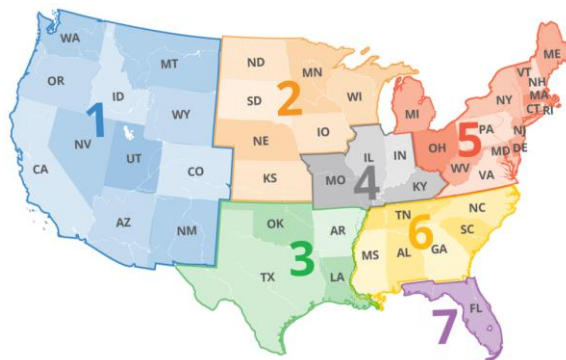 WA
MT
ND
MN
ME
VT
NH
OR
ID
SD
2
WI
MI
NY
MA
CT RI
WY
1
NE
IO
PA
NJ
5
OH
MD
DE
NV
UT
CO
IL
IN
WV
VA
CA
KS
MO
4
KY
NC
TN
AZ
NM
OK
AR
6
SC
3
MS
AL
GA
TX
LA
FL
7